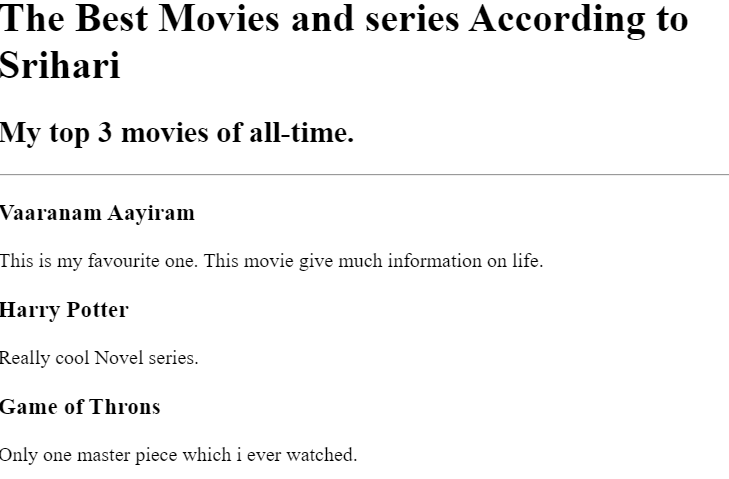 The Best Movies and series According to
Srihari
My top 3 movies of all-time.
Vaaranam Aayiram
This is my favourite one. This movie give much information on life.
Harry Potter
Really cool Novel series.
Game of Throns
Only one master piece which i ever watched.